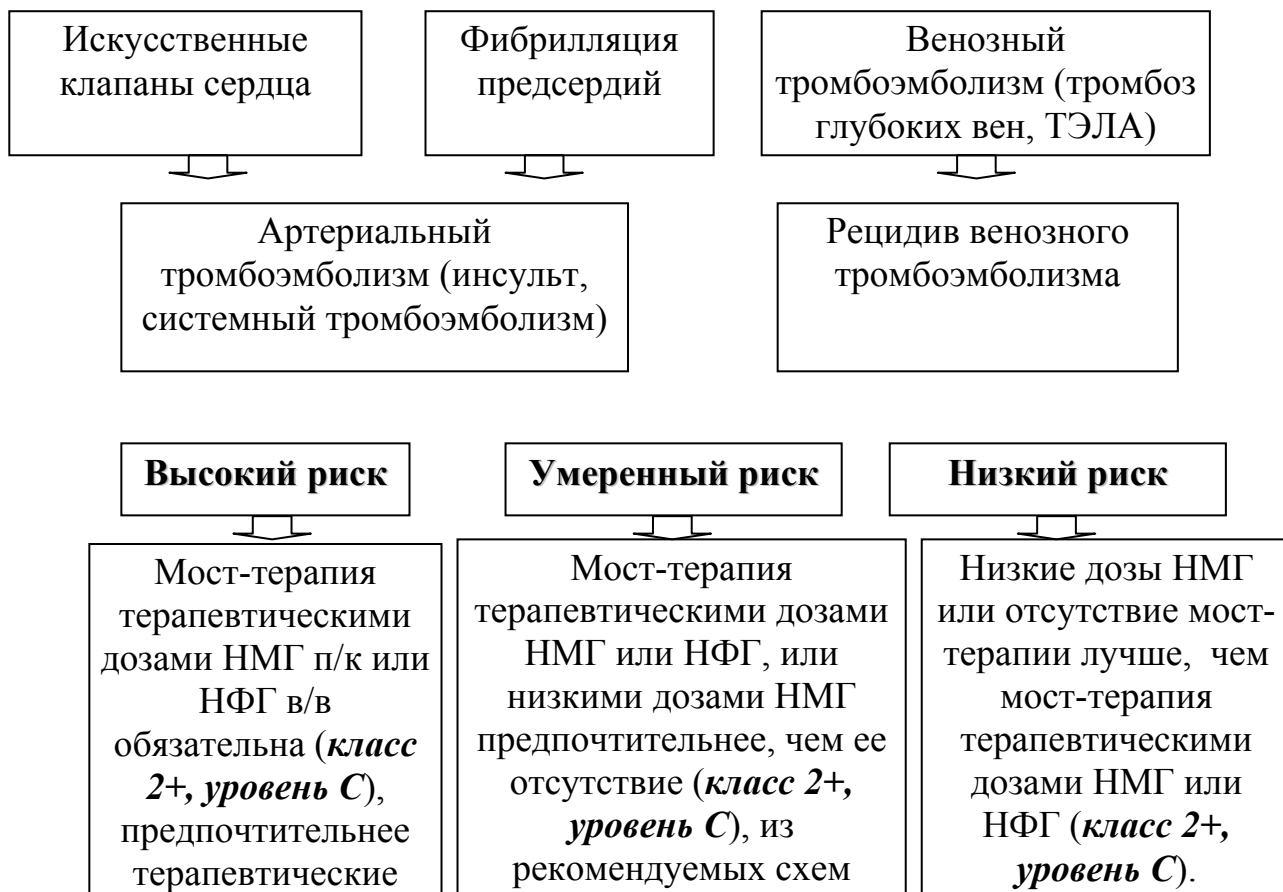 Искусственные
клапаны сердца
Фибрилляция
предсердий
Венозный
тромбоэмболизм (тромбоз
глубоких вен, ТЭЛА)
Артериальный
тромбоэмболизм (инсульт,
системный тромбоэмболизм)
Рецидив венозного
тромбоэмболизма
Высокий риск
Умеренный риск
Низкий риск
Мост-терапия
терапевтическими
дозами НМГ п/к или
НФГ в/в
обязательна (класс
2+, уровень С),
предпочтительнее
терапевтические
Мост-терапия
терапевтическими дозами
НМГ или НФГ, или
низкими дозами НМГ
предпочтительнее, чем ее
отсутствие (класс 2+,
уровень С), из
рекомендуемых схем
Низкие дозы НМГ
или отсутствие мост-
терапии лучше, чем
мост-терапия
терапевтическими
дозами НМГ или
НФГ (класс 2+,
уровень С).